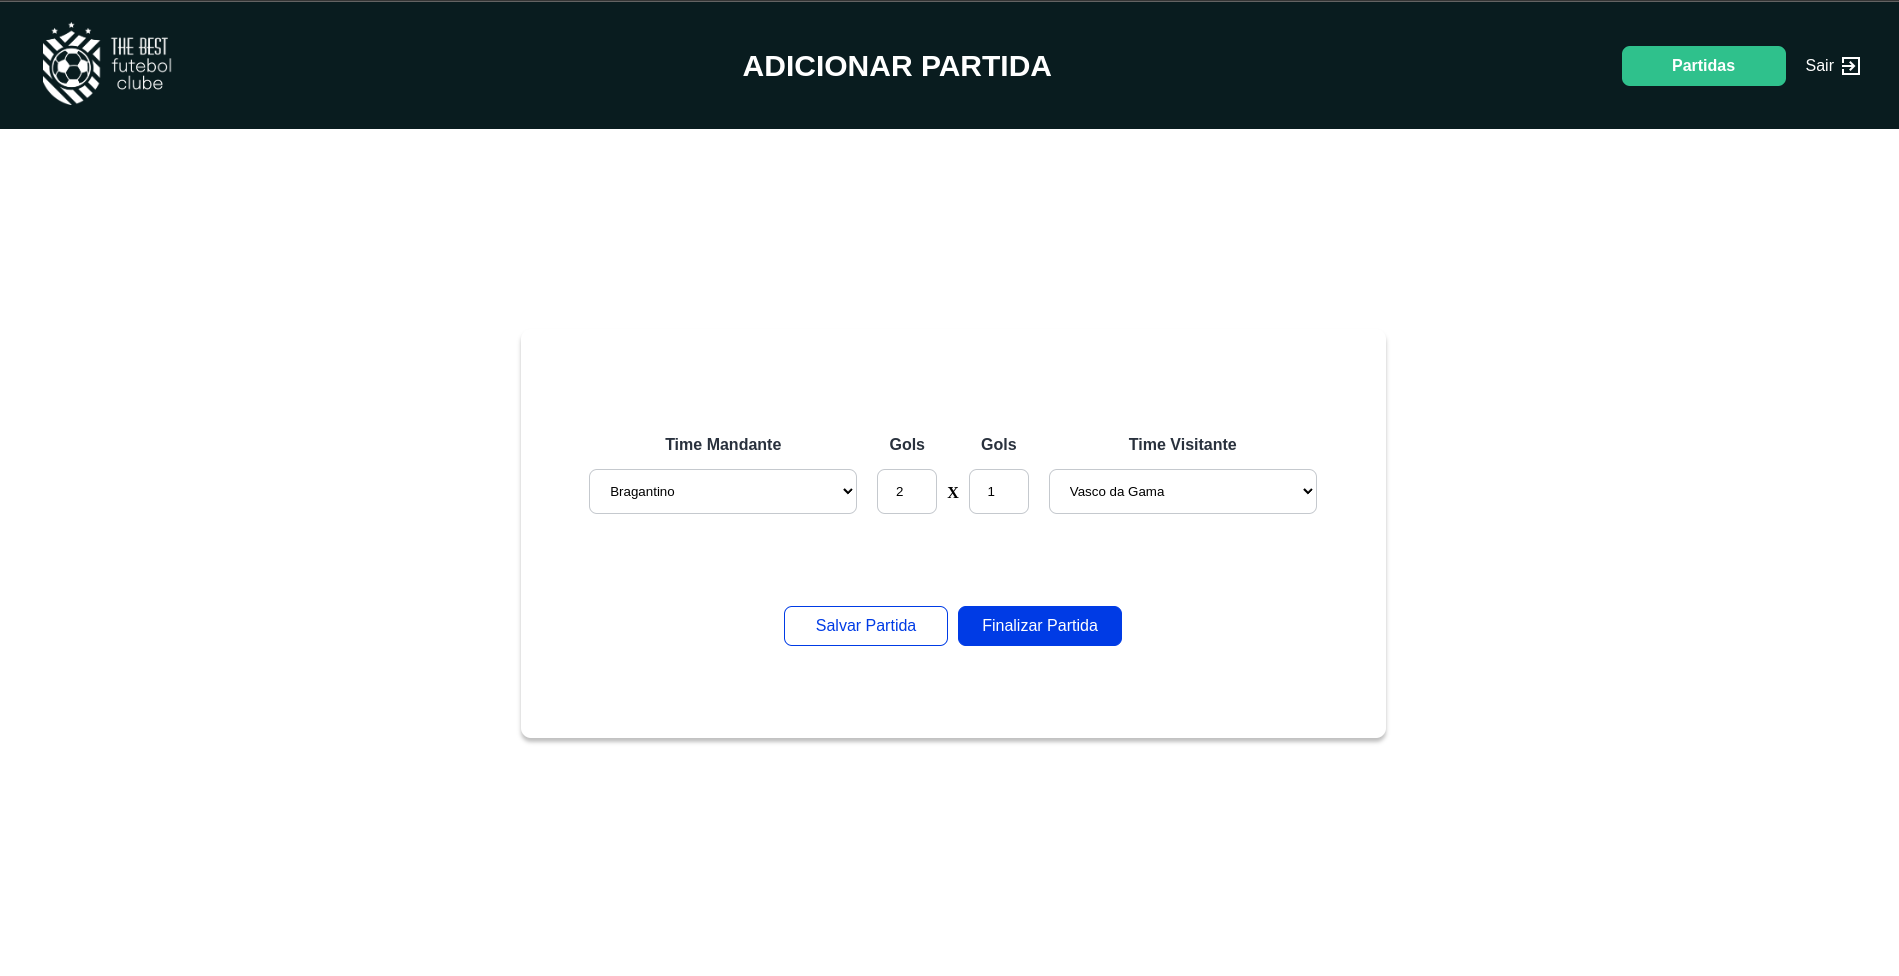 THE BEST
futebol
clube
ADICIONAR PARTIDA
Partidas
Sair
Time Mandante
Gols
Gols
Time Visitante
Bragantino
2
X
1
Vasco da Gama
Salvar Partida
Finalizar Partida